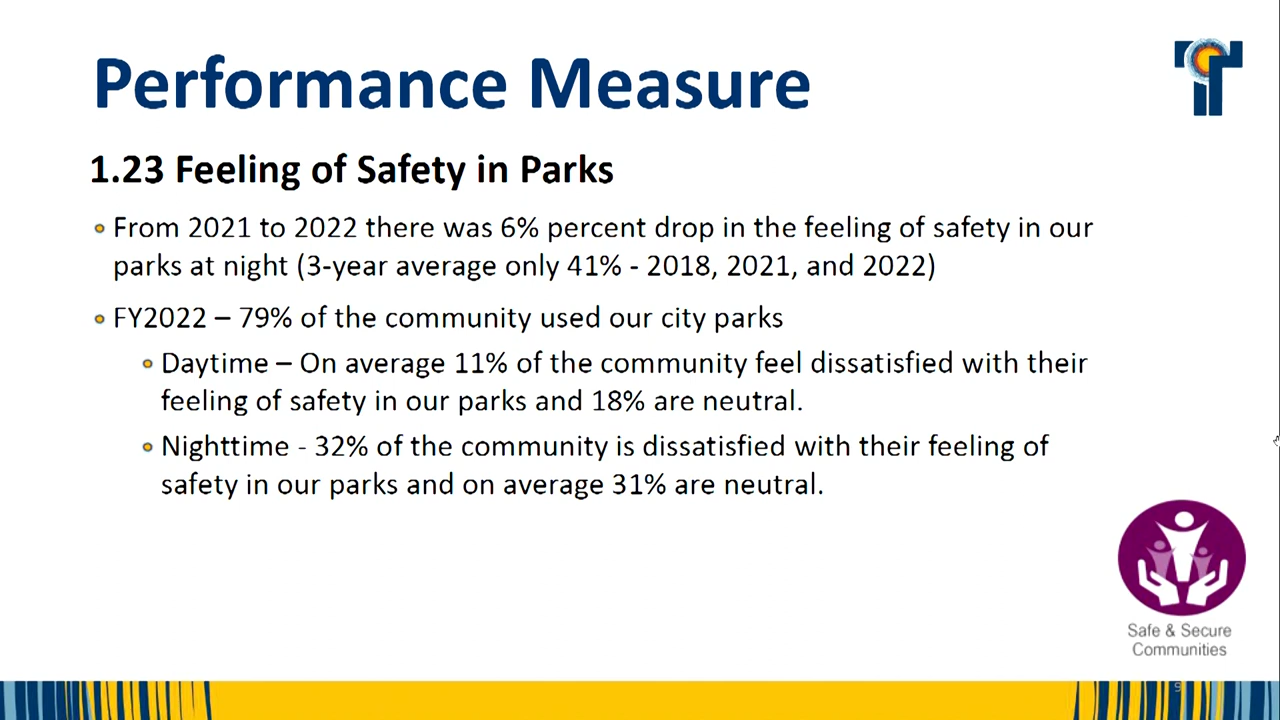 Performance Measure
1.23 Feeling of Safety in Parks
From 2021 to 2022 there was 6% percent drop in the feeling of safety in our
parks at night (3-year average only 41% - 2018, 2021, and 2022)
FY2022 – 79% of the community used our city parks
Daytime – On average 11% of the community feel dissatisfied with their
feeling of safety in our parks and 18% are neutral.
Nighttime - 32% of the community is dissatisfied with their feeling of
safety in our parks and on average 31% are neutral.
Safe & Secure
Communities